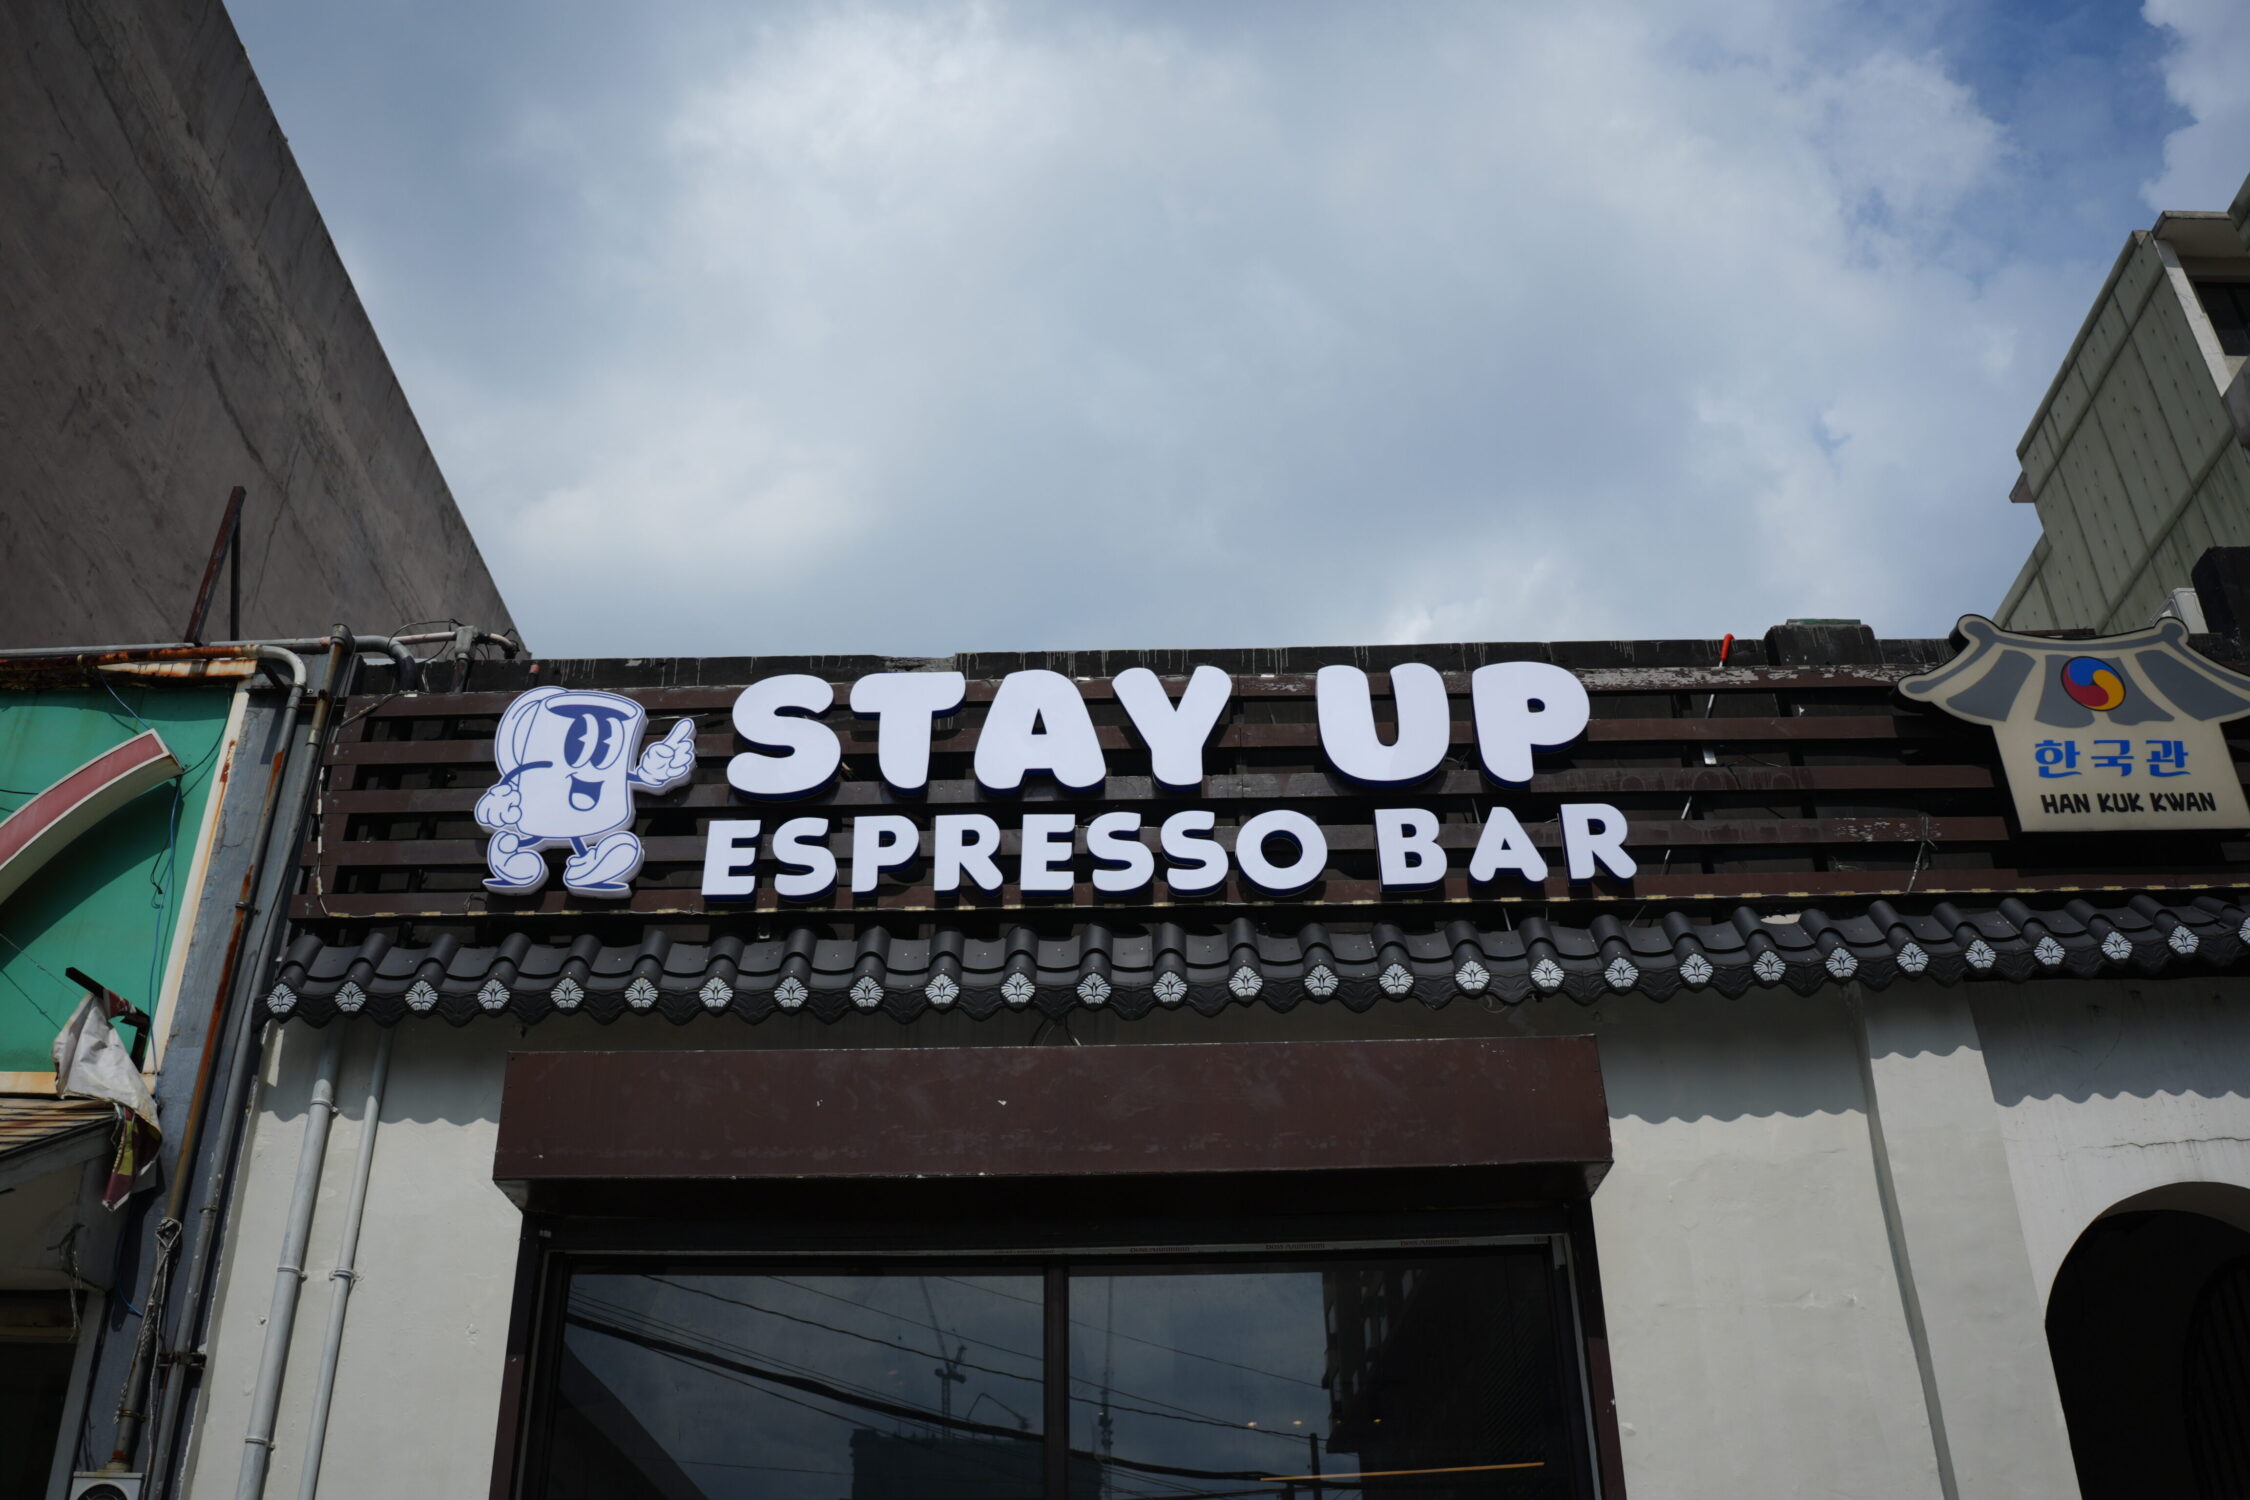 STAY UP
ESPRESSO BAR
한국관
HAN KUK KWAN